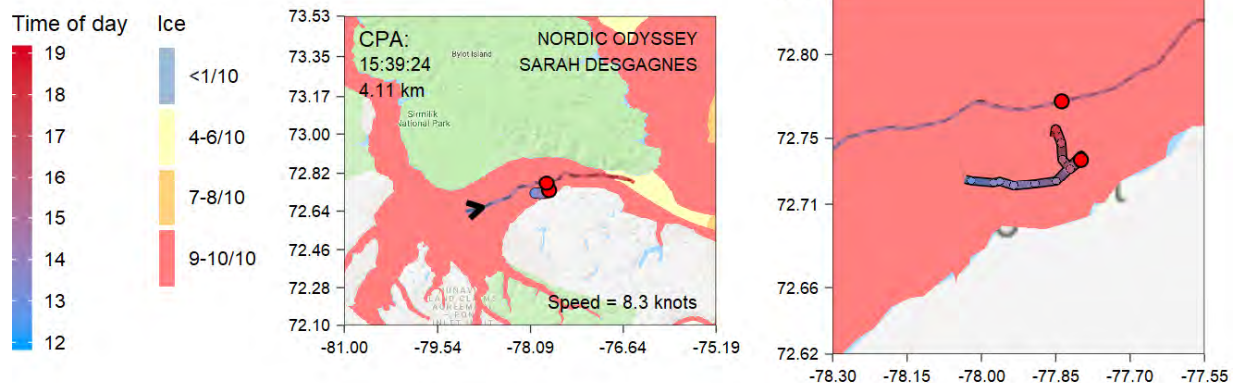 Time of day
19
18
17
16
15
14
13
12
Ice
<1/10
4-6/10
7-8/10
9-10/10
73.53
73.35
73.17
73.00
72.82
72.64
72.46
72.28
72.10
CPA:
15:39:24
4.11 km
NORDIC ODYSSEY
SARAH DESGAGNES
Bylot Island
Sirmilik
National Park
NUNAV
LAND CLAIMS
AGREEMEN
Speed = 8.3 knots
-81.00
-79.54
-78.09
-76.64
-75.19
72.80
72.75
72.71
72.66
72.62
-78.30
-78.15
-78.00
-77.85
-77.70
-77.55